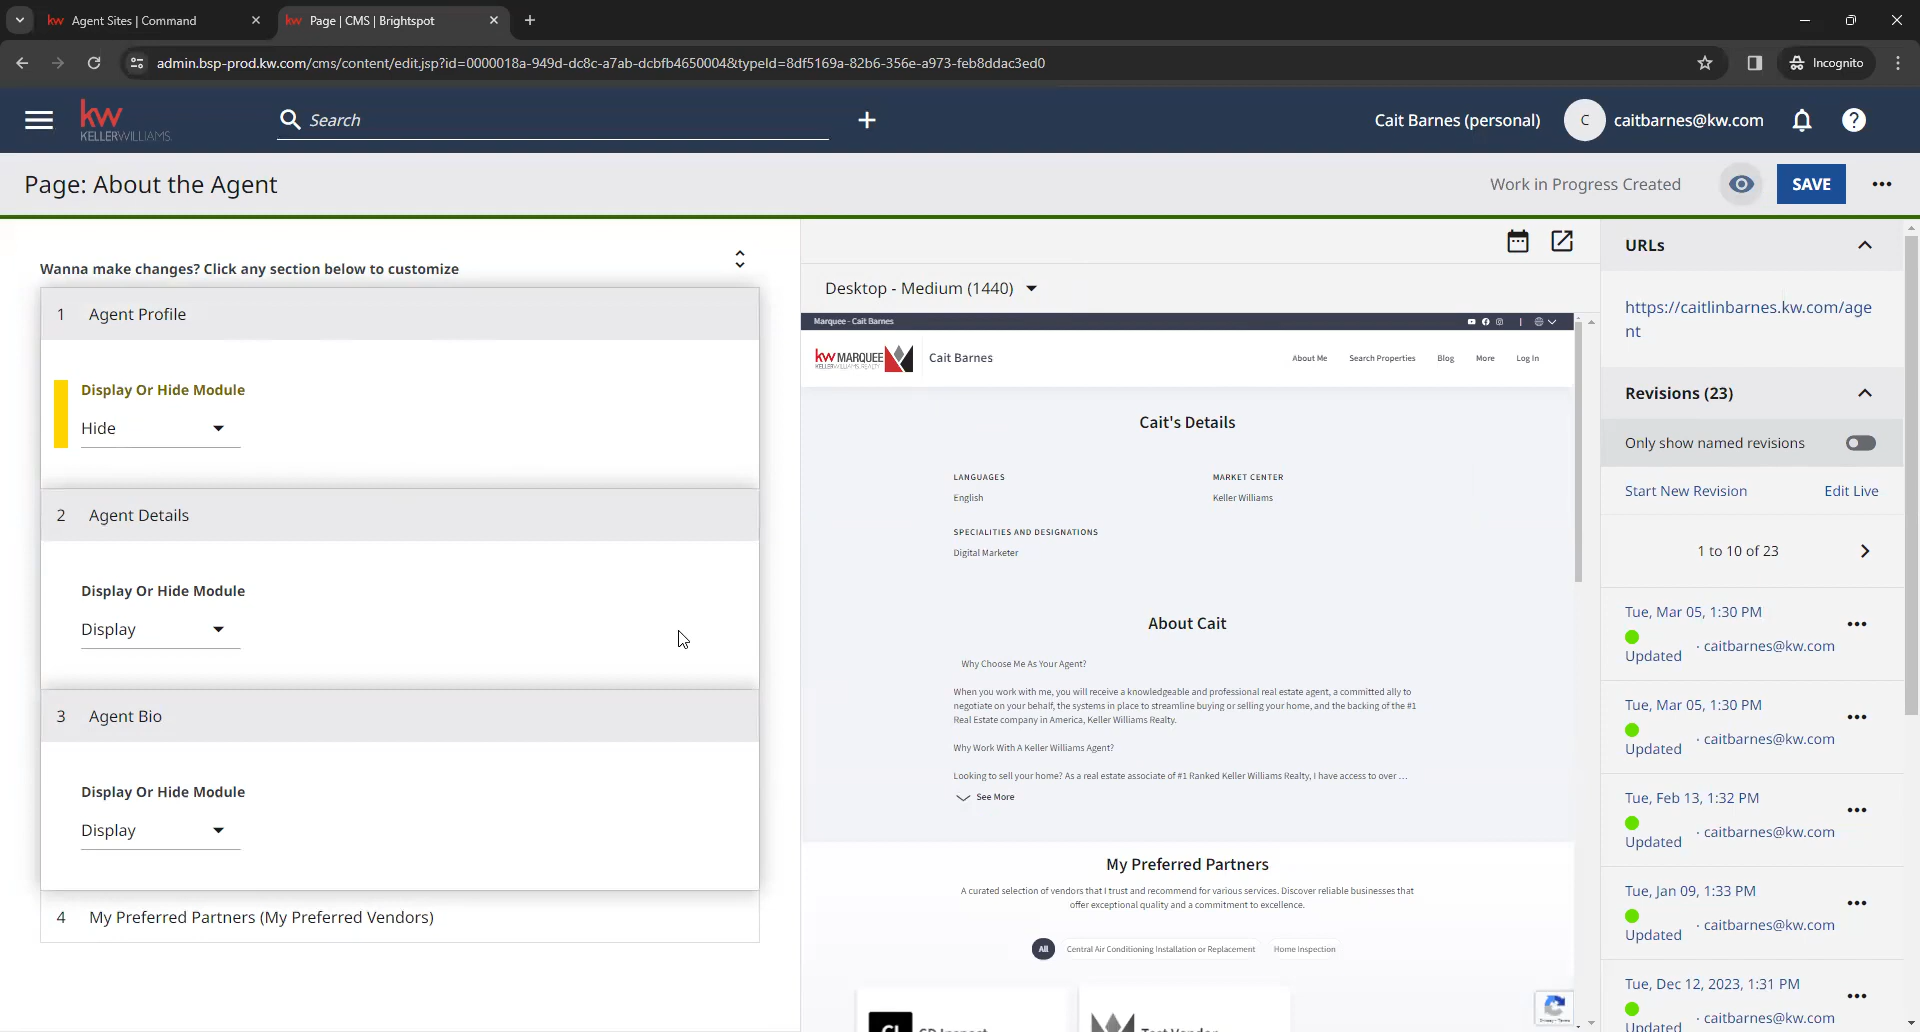 Agent Sites | Command
Page | CMS | Brightspot
admin.bsp-prod.kw.com/cms/content/edit.jsp?id=0000018a-949d-dc8c-a7ab-dcbfb4650004&typeId=8df5169a-82b6-356e-a973-feb8ddac3ed0
Incognito
kw
KELLERWILLIAMS.
Search
Cait Barnes (personal)
C
caitbarnes@kw.com
Page: About the Agent
Work in Progress Created
SAVE
Wanna make changes? Click any section below to customize
1 Agent Profile
Display Or Hide Module
Hide
2 Agent Details
Display Or Hide Module
Display
3 Agent Bio
Display Or Hide Module
Display
4 My Preferred Partners (My Preferred Vendors)
Desktop - Medium (1440)
Marquee - Cait Barnes
kw MARQUEE
KELLERWILLIAMS. REALTY
Cait Barnes
About Me
Search Properties
Blog
More
Log In
Cait's Details
LANGUAGES
English
MARKET CENTER
Keller Williams
SPECIALITIES AND DESIGNATIONS
Digital Marketer
About Cait
Why Choose Me As Your Agent?
When you work with me, you will receive a knowledgeable and professional real estate agent, a committed ally to
negotiate on your behalf, the systems in place to streamline buying or selling your home, and the backing of the #1
Real Estate company in America, Keller Williams Realty.
Why Work With A Keller Williams Agent?
Looking to sell your home? As a real estate associate of #1 Ranked Keller Williams Realty, I have access to over ...
See More
My Preferred Partners
A curated selection of vendors that I trust and recommend for various services. Discover reliable businesses that
offer exceptional quality and a commitment to excellence.
All
Central Air Conditioning Installation or Replacement
Home Inspection
URLs
https://caitlinbarnes.kw.com/age
nt
Revisions (23)
Only show named revisions
Start New Revision
Edit Live
1 to 10 of 23
Tue, Mar 05, 1:30 PM
Updated · caitbarnes@kw.com
Tue, Mar 05, 1:30 PM
Updated · caitbarnes@kw.com
Tue, Feb 13, 1:32 PM
Updated · caitbarnes@kw.com
Tue, Jan 09, 1:33 PM
Updated · caitbarnes@kw.com
Tue, Dec 12, 2023, 1:31 PM
Updated · caitbarnes@kw.com